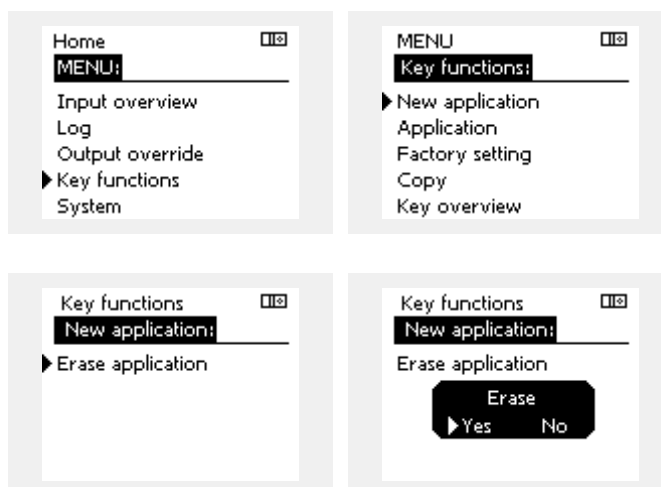 Home
MENU:
Input overview
Log
Output override
Key functions
System
MENU
Key functions:
New application
Application
Factory setting
Copy
Key overview
Key functions
New application:
Erase application
Key functions
New application:
Erase application
Erase
Yes No